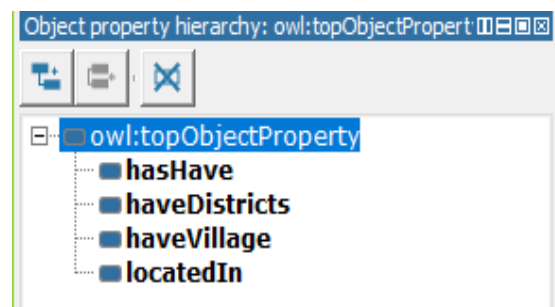 Object property hierarchy: owl:topObjectPropert
owl:topObjectProperty
hasHave
haveDistricts
haveVillage
locatedIn